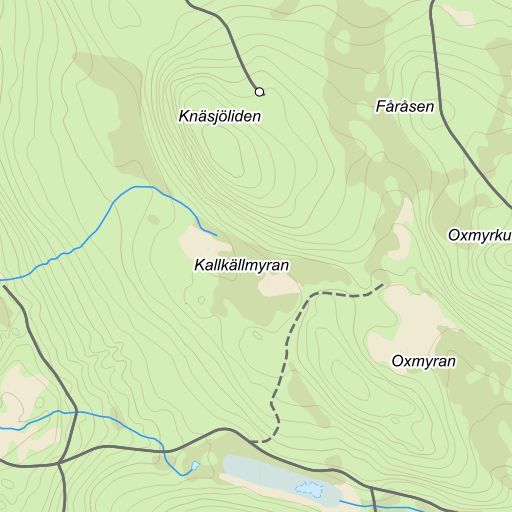 Knäsjöliden
Fåråsen
Oxmyrku
Kallkällmyran
Oxmyran